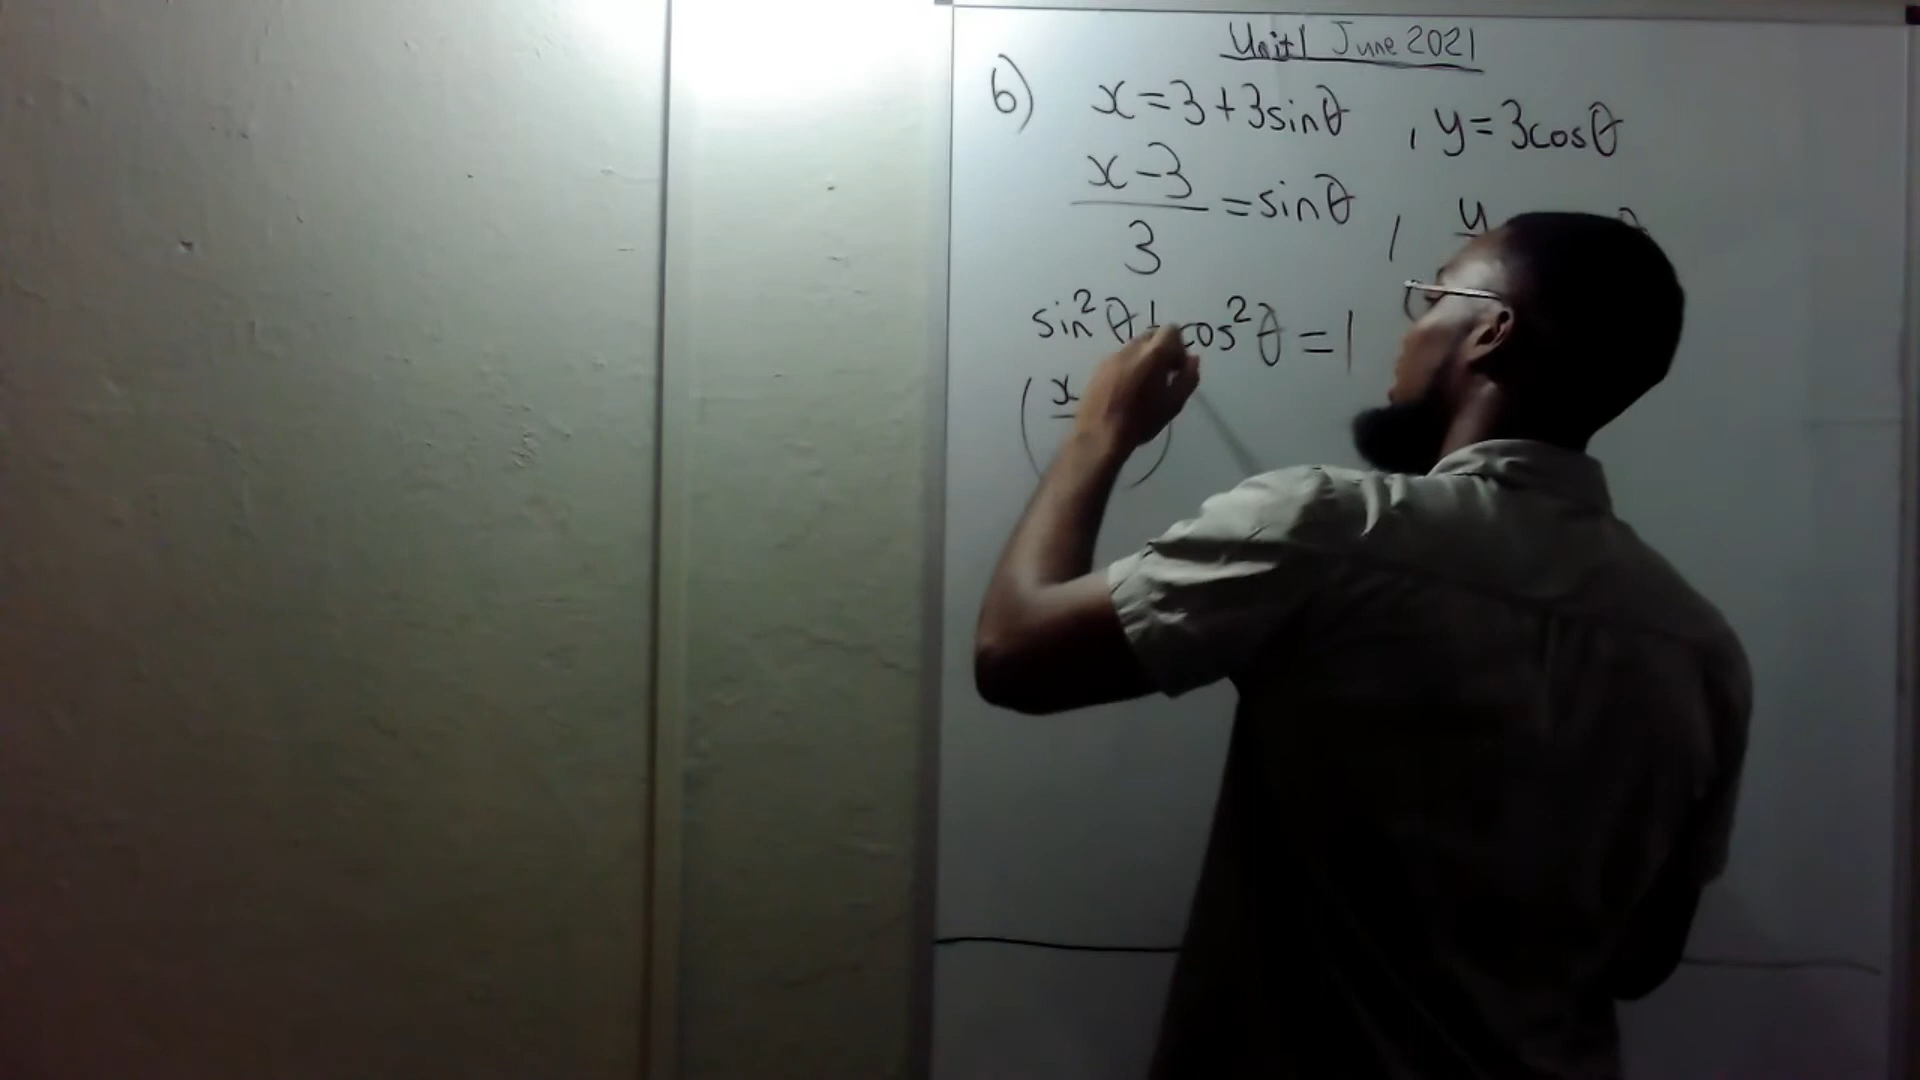 Unit 1 June 2021
6) x = 3 + 3sinθ , y = 3cosθ
x - 3 / 3 = sinθ , y
sin²θ + cos²θ = 1
( x )